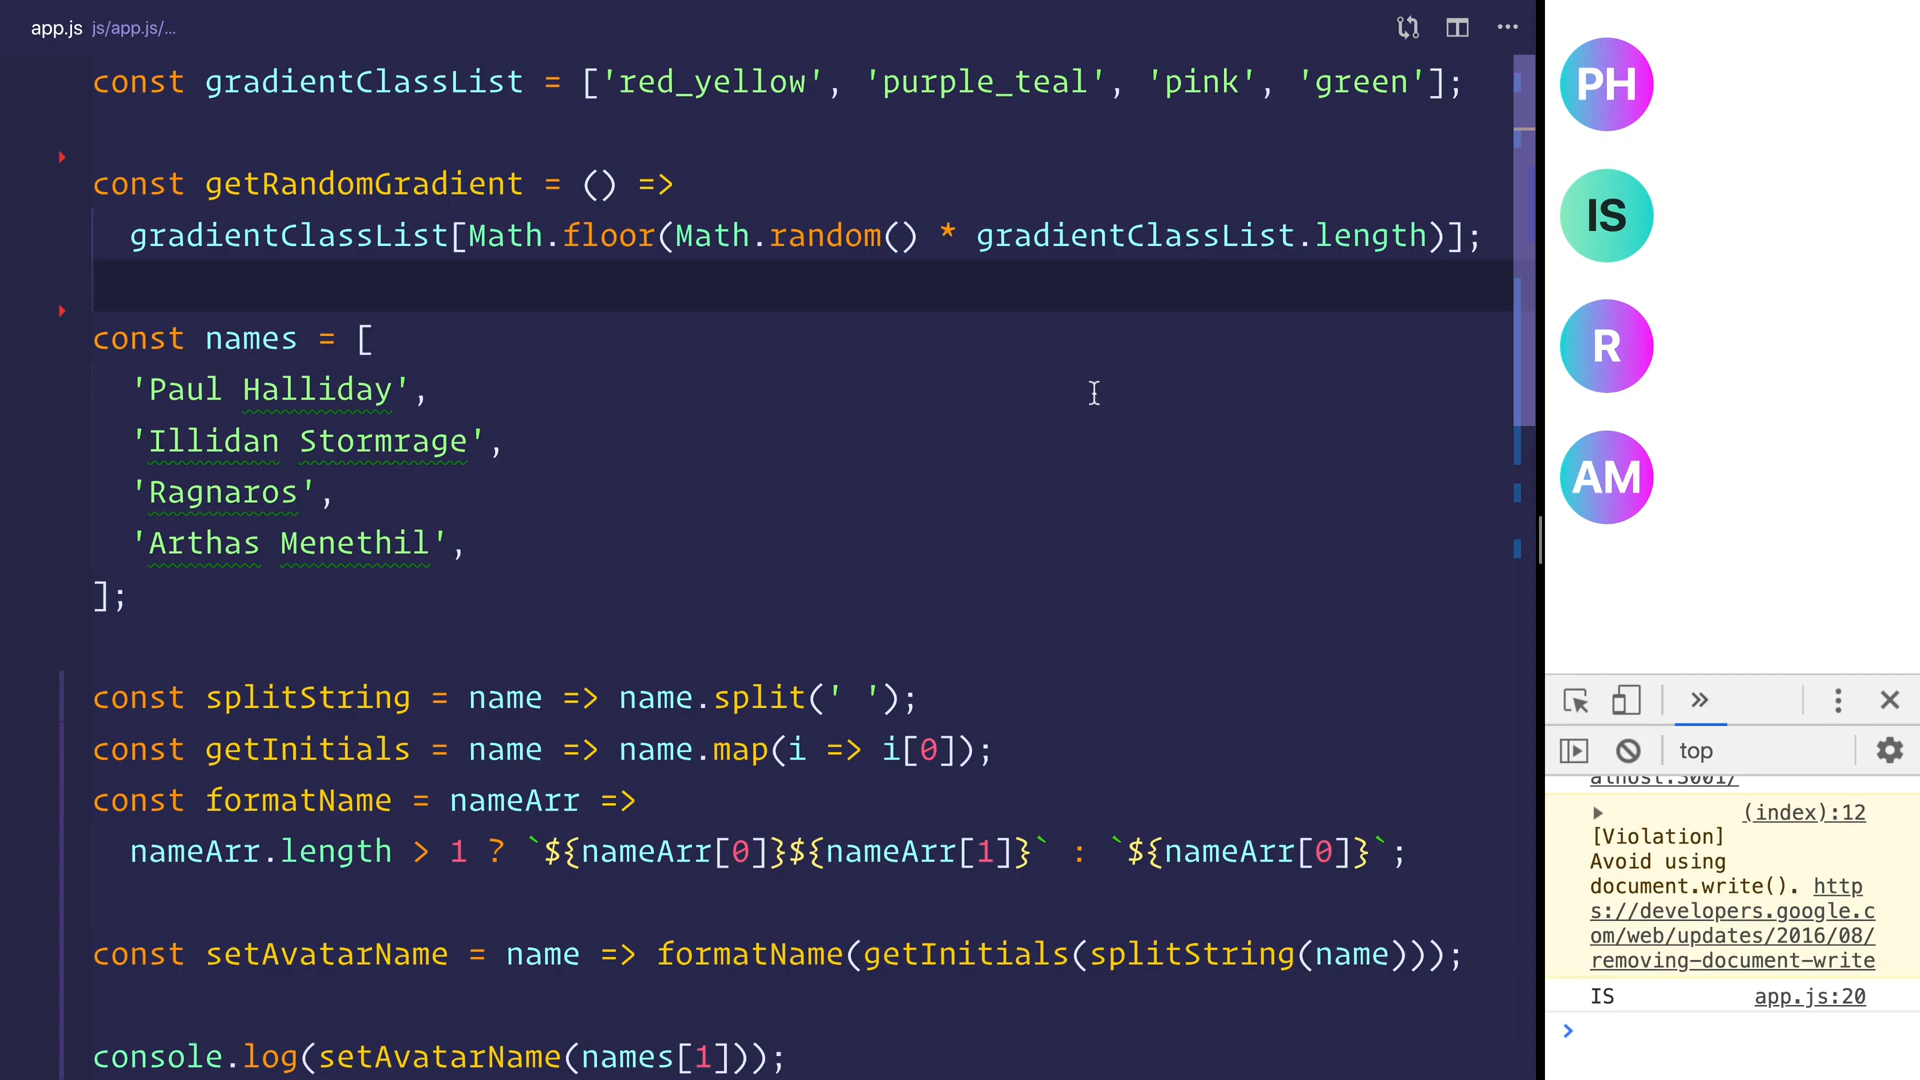 app.js js/app.js/...
const gradientClassList = ['red_yellow', 'purple_teal', 'pink', 'green'];
const getRandomGradient = () =>
gradientClassList[Math.floor(Math.random() * gradientClassList.length)];
const names = [
'Paul Halliday',
'Illidan Stormrage',
'Ragnaros',
'Arthas Menethil',
];
const splitString = name => name.split(' ');
const getInitials = name => name.map(i => i[0]);
const formatName = nameArr =>
nameArr.length > 1 ? `${nameArr[0]}${nameArr[1]}` : `${nameArr[0]}`;
const setAvatarName = name => formatName(getInitials(splitString(name)));
console.log(setAvatarName(names[1]));
PH
IS
R
AM
top
alhost:3001/
(index):12
[Violation]
Avoid using
document.write(). http
s://developers.google.c
om/web/updates/2016/08/
removing-document-write
IS app.js:20